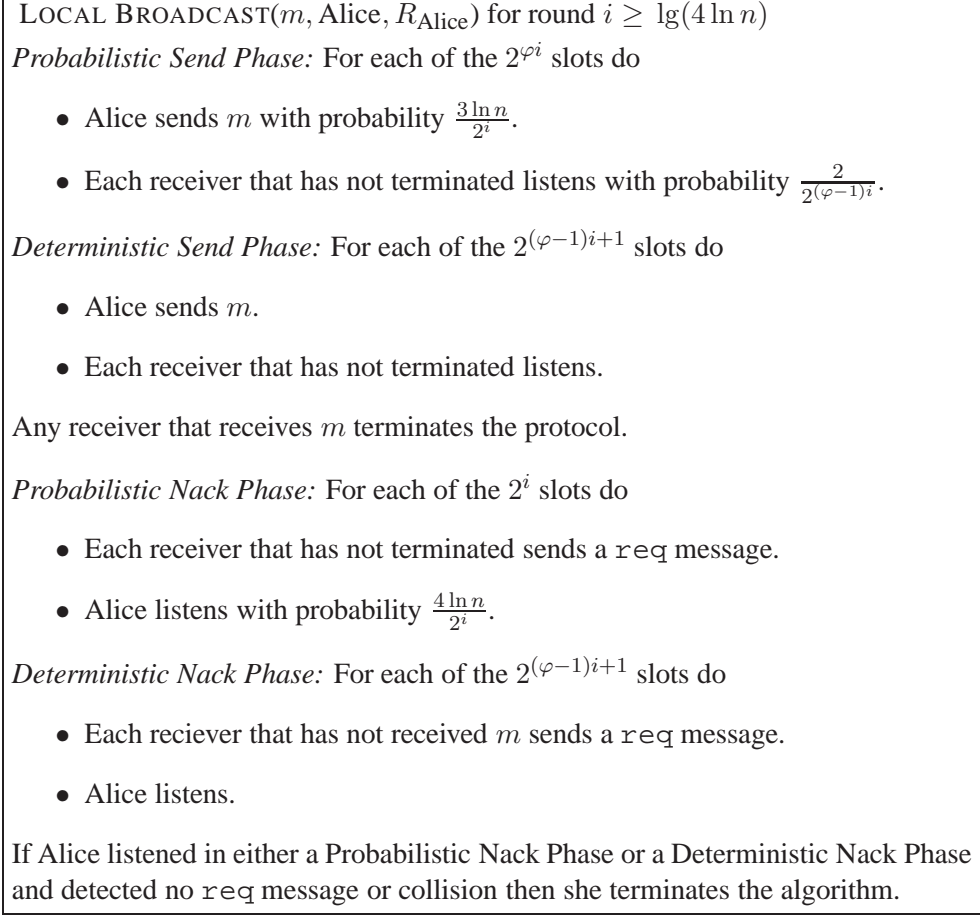 LOCAL BROADCAST(m, Alice, R_Alice) for round i ≥ lg(4 ln n)
Probabilistic Send Phase: For each of the 2^{φi} slots do
• Alice sends m with probability \frac{3 ln n}{2^i}.
• Each receiver that has not terminated listens with probability \frac{2}{2^{(φ−1)i}}.
Deterministic Send Phase: For each of the 2^{(φ−1)i+1} slots do
• Alice sends m.
• Each receiver that has not terminated listens.
Any receiver that receives m terminates the protocol.
Probabilistic Nack Phase: For each of the 2^i slots do
• Each receiver that has not terminated sends a req message.
• Alice listens with probability \frac{4 ln n}{2^i}.
Deterministic Nack Phase: For each of the 2^{(φ−1)i+1} slots do
• Each reciever that has not received m sends a req message.
• Alice listens.
If Alice listened in either a Probabilistic Nack Phase or a Deterministic Nack Phase
and detected no req message or collision then she terminates the algorithm.